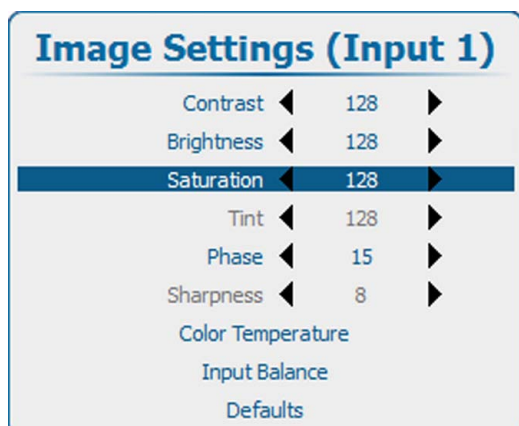 Image Settings (Input 1)
Contrast 128
Brightness 128
Saturation 128
Tint 128
Phase 15
Sharpness 8
Color Temperature
Input Balance
Defaults